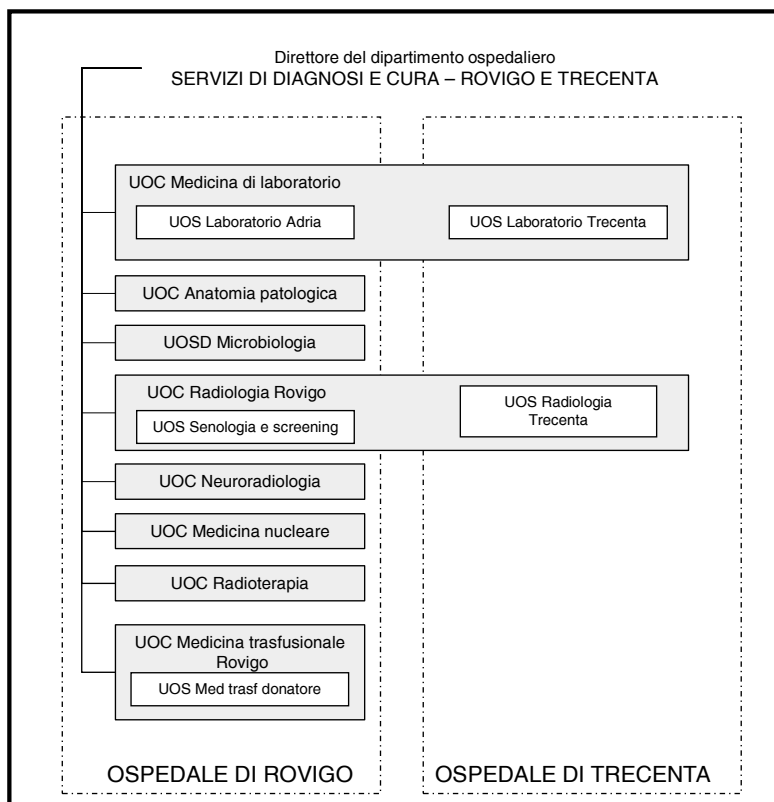 Direttore del dipartimento ospedaliero
SERVIZI DI DIAGNOSI E CURA – ROVIGO E TRECENTA
UOC Medicina di laboratorio
UOS Laboratorio Adria
UOS Laboratorio Trecenta
UOC Anatomia patologica
UOSD Microbiologia
UOC Radiologia Rovigo
UOS Senologia e screening
UOS Radiologia
Trecenta
UOC Neuroradiologia
UOC Medicina nucleare
UOC Radioterapia
UOC Medicina trasfusionale
Rovigo
UOS Med trasf donatore
OSPEDALE DI ROVIGO
OSPEDALE DI TRECENTA